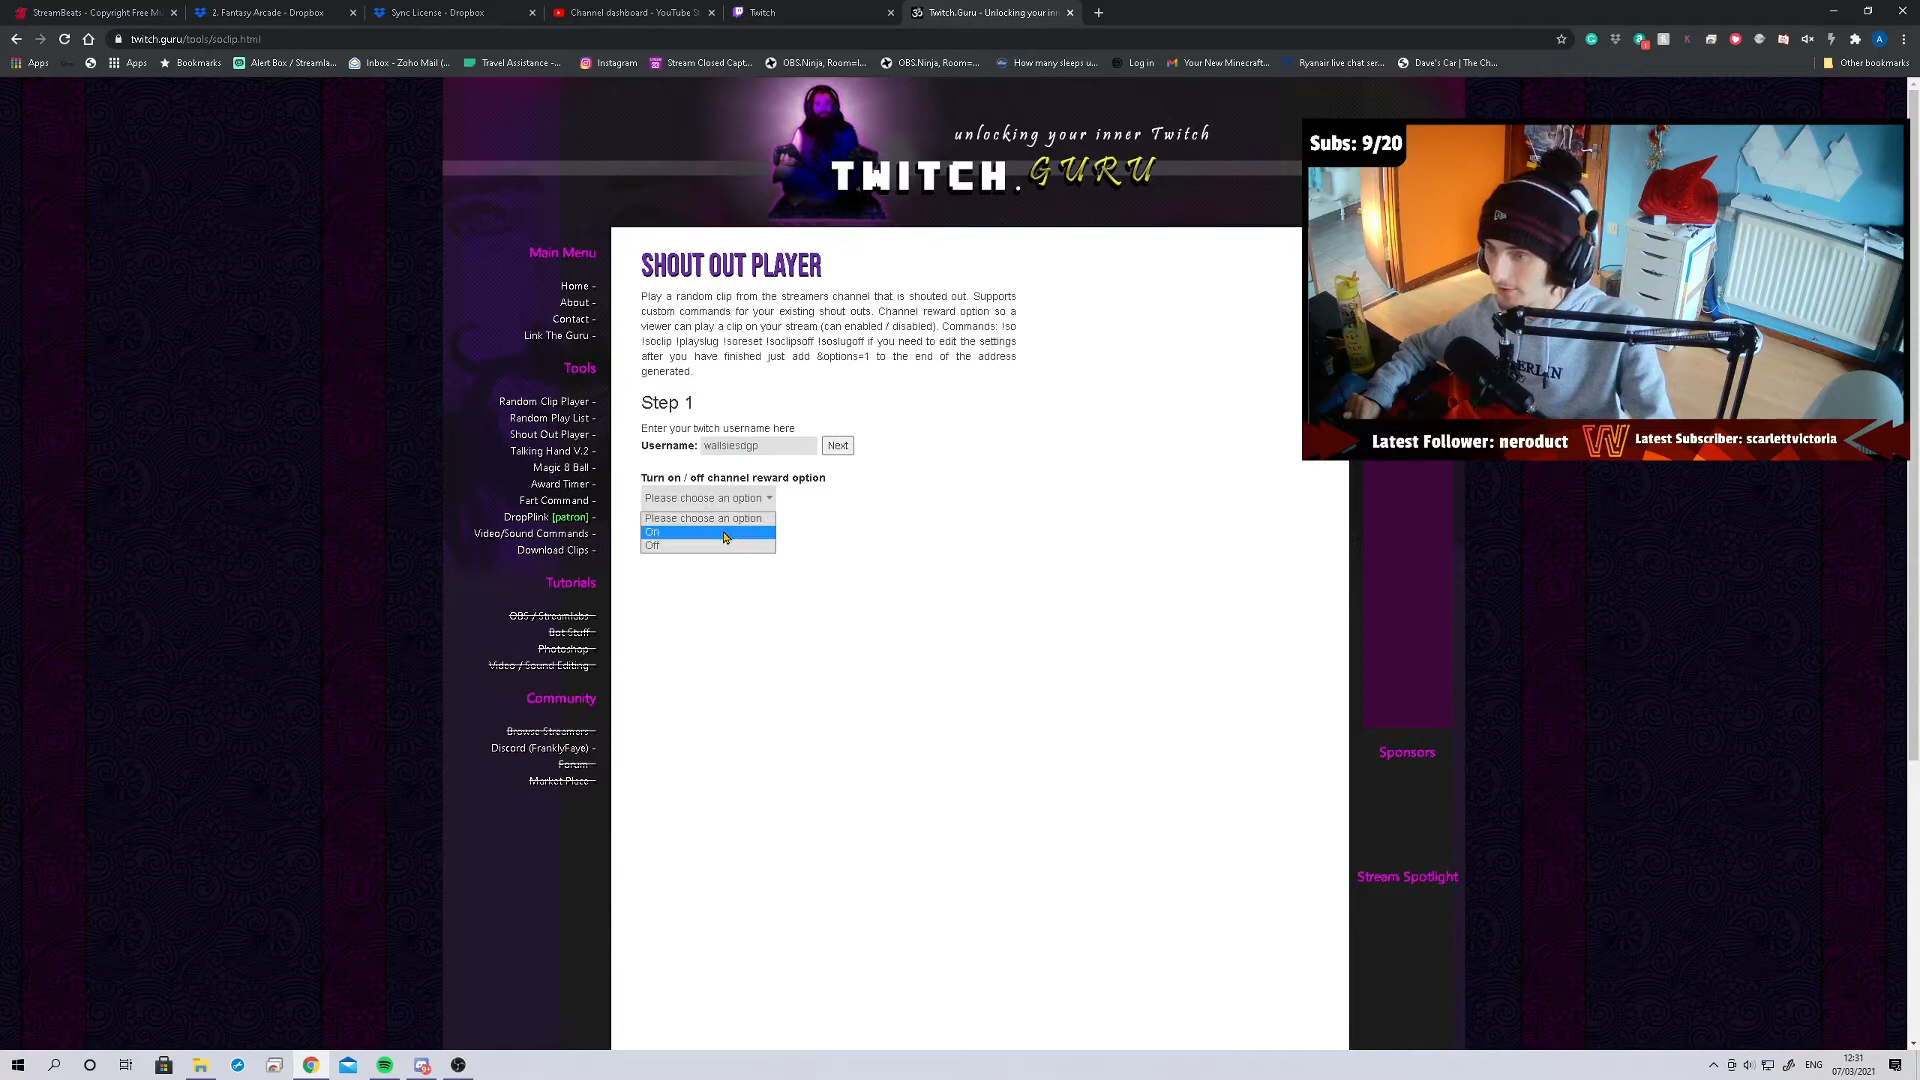 StreamBeats - Copyright Free Mu
2. Fantasy Arcade - Dropbox
Sync License - Dropbox
Channel dashboard - YouTube S
Twitch
Twitch.Guru - Unlocking your inn
twitch.guru/tools/soclip.html
Apps
Apps
Bookmarks
Alert Box / Streamla...
Inbox - Zoho Mail (...
Travel Assistance -...
Instagram
Stream Closed Capt...
OBS.Ninja, Room=l...
OBS.Ninja, Room=...
How many sleeps u...
Log in
Your New Minecraft...
Ryanair live chat ser...
Dave's Car | The Ch...
Other bookmarks
unlocking your inner Twitch
TWITCH.GURU
Subs: 9/20
Main Menu
Home -
About -
Contact -
Link The Guru -
Tools
Random Clip Player -
Random Play List -
Shout Out Player -
Talking Hand V.2 -
Magic 8 Ball -
Award Timer -
Fart Command -
DropPlink [patron] -
Video/Sound Commands -
Download Clips -
Tutorials
OBS / Streamlabs -
Bot Stuff -
Photoshop -
Video / Sound Editing -
Community
Browse Streamers -
Discord (FranklyFaye) -
Forum -
Market Place -
SHOUT OUT PLAYER
Play a random clip from the streamers channel that is shouted out. Supports
custom commands for your existing shout outs. Channel reward option so a
viewer can play a clip on your stream (can enabled / disabled). Commands: !so
!soclip !playslug !soreset !soclipsoff !soslugoff if you need to edit the settings
after you have finished just add &options=1 to the end of the address
generated.
Step 1
Enter your twitch username here
Username: wallsiesdgp Next
Turn on / off channel reward option
Please choose an option
Please choose an option
On
Off
Latest Follower: neroduct
Latest Subscriber: scarlettvictoria
Sponsors
Stream Spotlight
ENG
12:31
07/03/2021